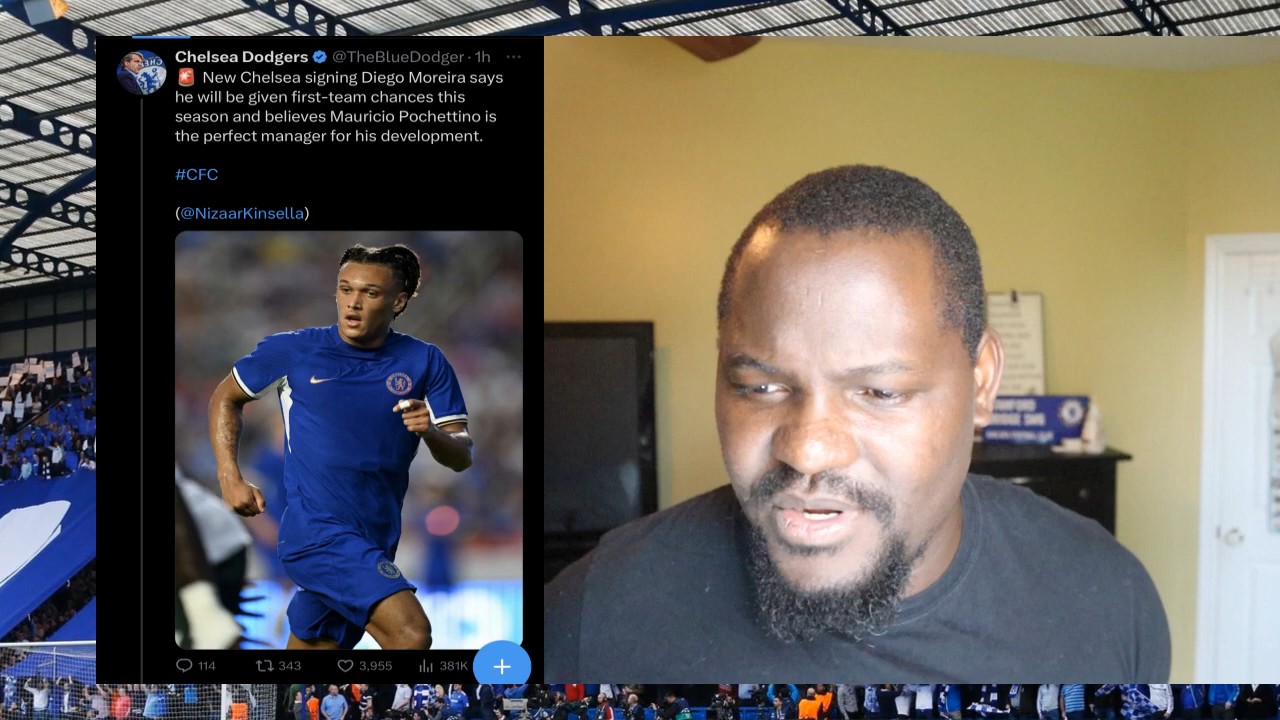 Chelsea Dodgers @TheBlueDodger · 1h ...
🚨 New Chelsea signing Diego Moreira says
he will be given first-team chances this
season and believes Mauricio Pochettino is
the perfect manager for his development.
#CFC
(@NizaarKinsella)
114 343 3,955 381K
+